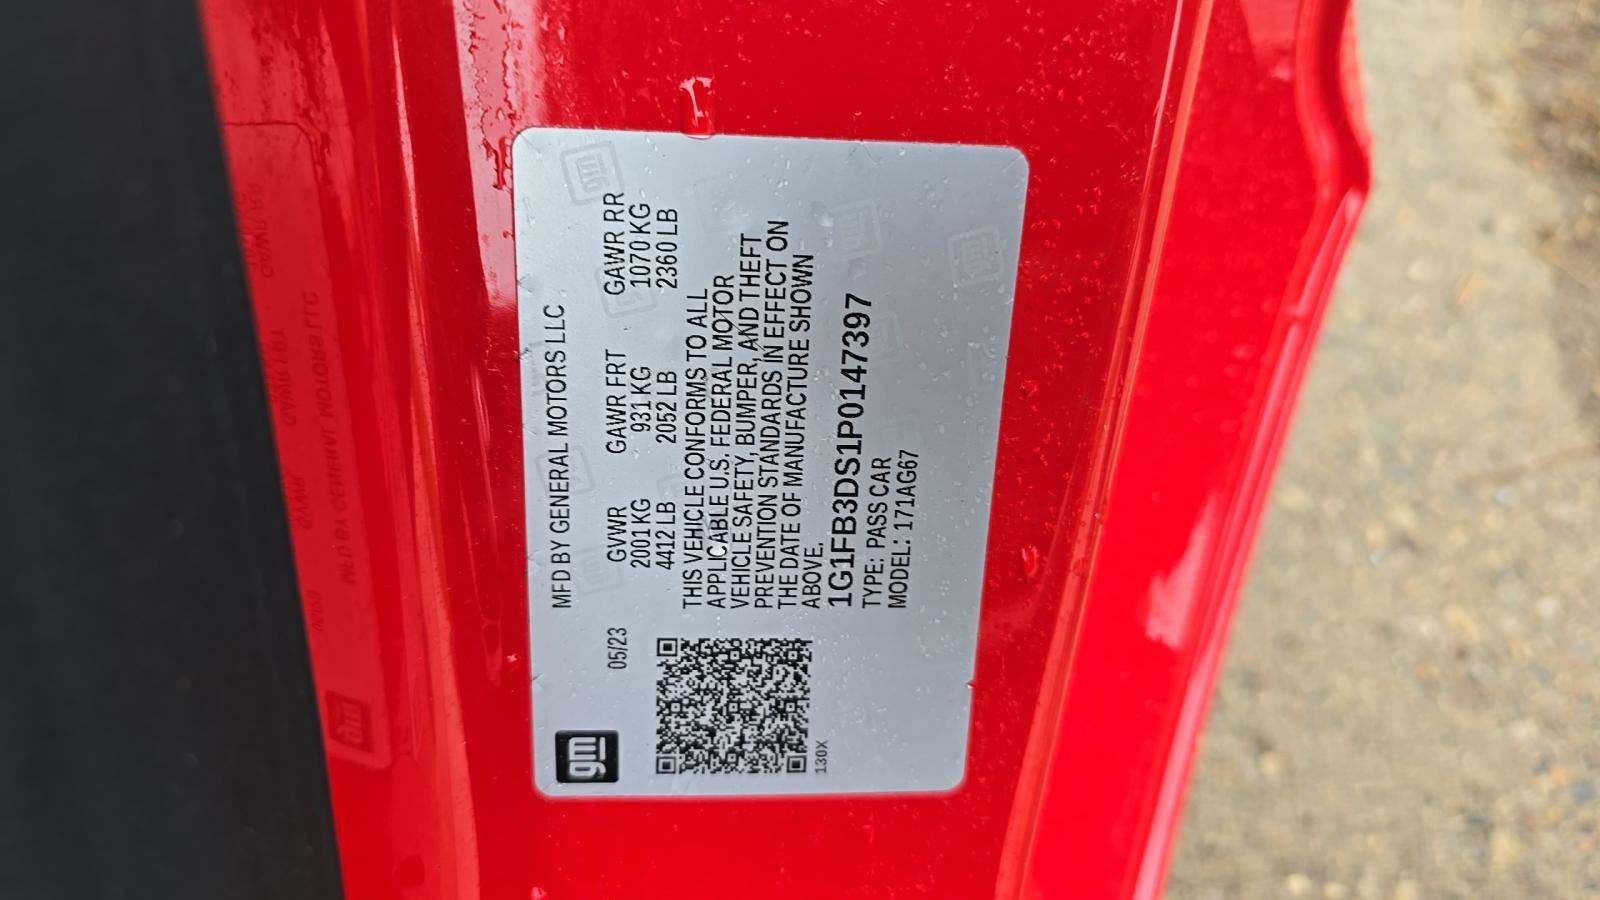 gm
MFD BY GENERAL MOTORS LLC
05/23
GVWR GAWR FRT GAWR RR
2001 KG 931 KG 1070 KG
4412 LB 2052 LB 2360 LB
THIS VEHICLE CONFORMS TO ALL
APPLICABLE U.S. FEDERAL MOTOR
VEHICLE SAFETY, BUMPER, AND THEFT
PREVENTION STANDARDS IN EFFECT ON
THE DATE OF MANUFACTURE SHOWN
ABOVE.
1G1FB3DS1P0147397
TYPE: PASS CAR
MODEL: 171AG67
130X